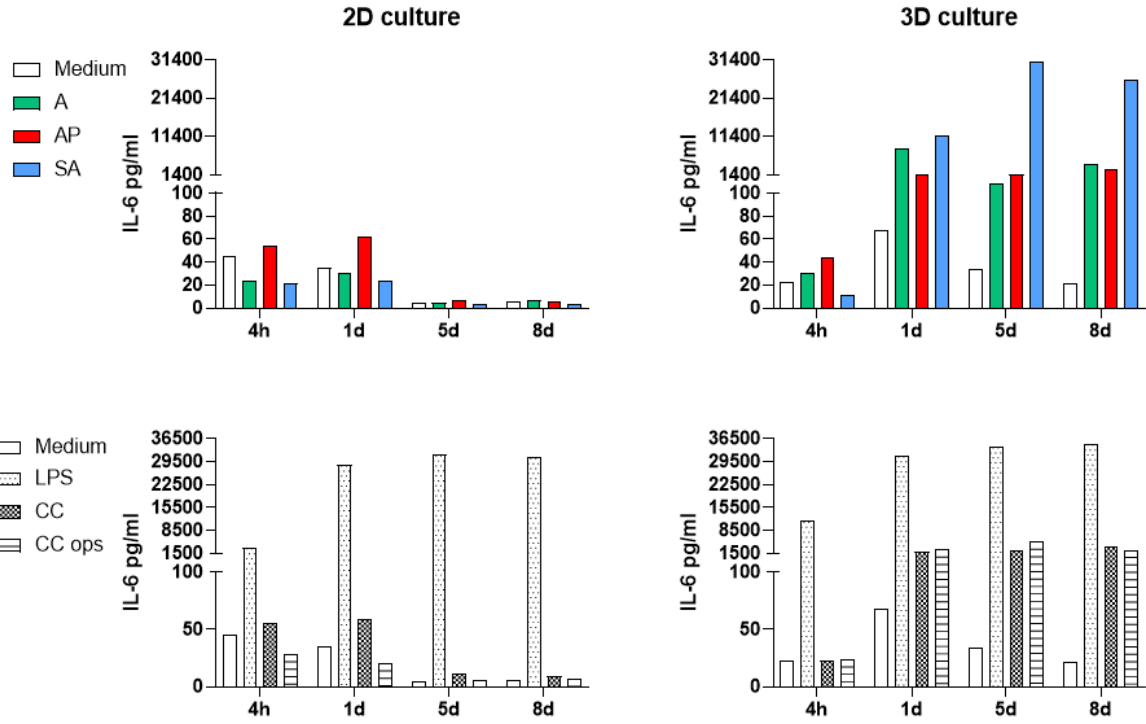 2D culture
Medium
A
AP
SA
IL-6 pg/ml
31400
21400
11400
1400
100
80
60
40
20
0
4h 1d 5d 8d
3D culture
IL-6 pg/ml
31400
21400
11400
1400
100
80
60
40
20
0
4h 1d 5d 8d
Medium
LPS
CC
CC ops
IL-6 pg/ml
36500
29500
22500
15500
8500
1500
100
50
0
4h 1d 5d 8d
IL-6 pg/ml
36500
29500
22500
15500
8500
1500
100
50
0
4h 1d 5d 8d